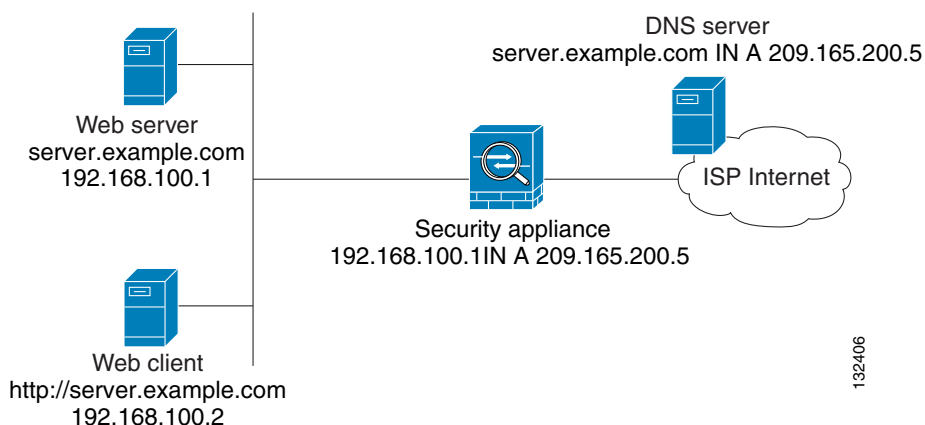 DNS server
server.example.com IN A 209.165.200.5
Web server
server.example.com
192.168.100.1
ISP Internet
Security appliance
192.168.100.1IN A 209.165.200.5
Web client
http://server.example.com
192.168.100.2
132406